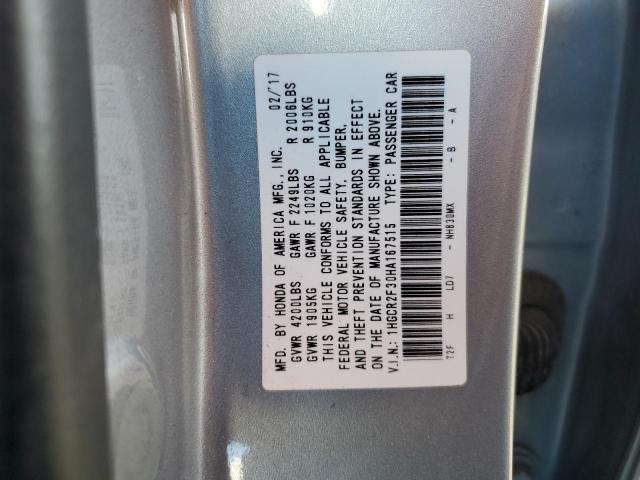 MFD. BY HONDA OF AMERICA MFG., INC. 02/17
GVWR 4200LBS GAWR F 2249LBS R 2006LBS
GVWR 1905KG GAWR F 1020KG R 910KG
THIS VEHICLE CONFORMS TO ALL APPLICABLE
FEDERAL MOTOR VEHICLE SAFETY, BUMPER,
AND THEFT PREVENTION STANDARDS IN EFFECT
ON THE DATE OF MANUFACTURE SHOWN ABOVE.
V.I.N.: 1HGCR2F30HA167515 TYPE: PASSENGER CAR
T2F H LD7 - NH830MX - B - A